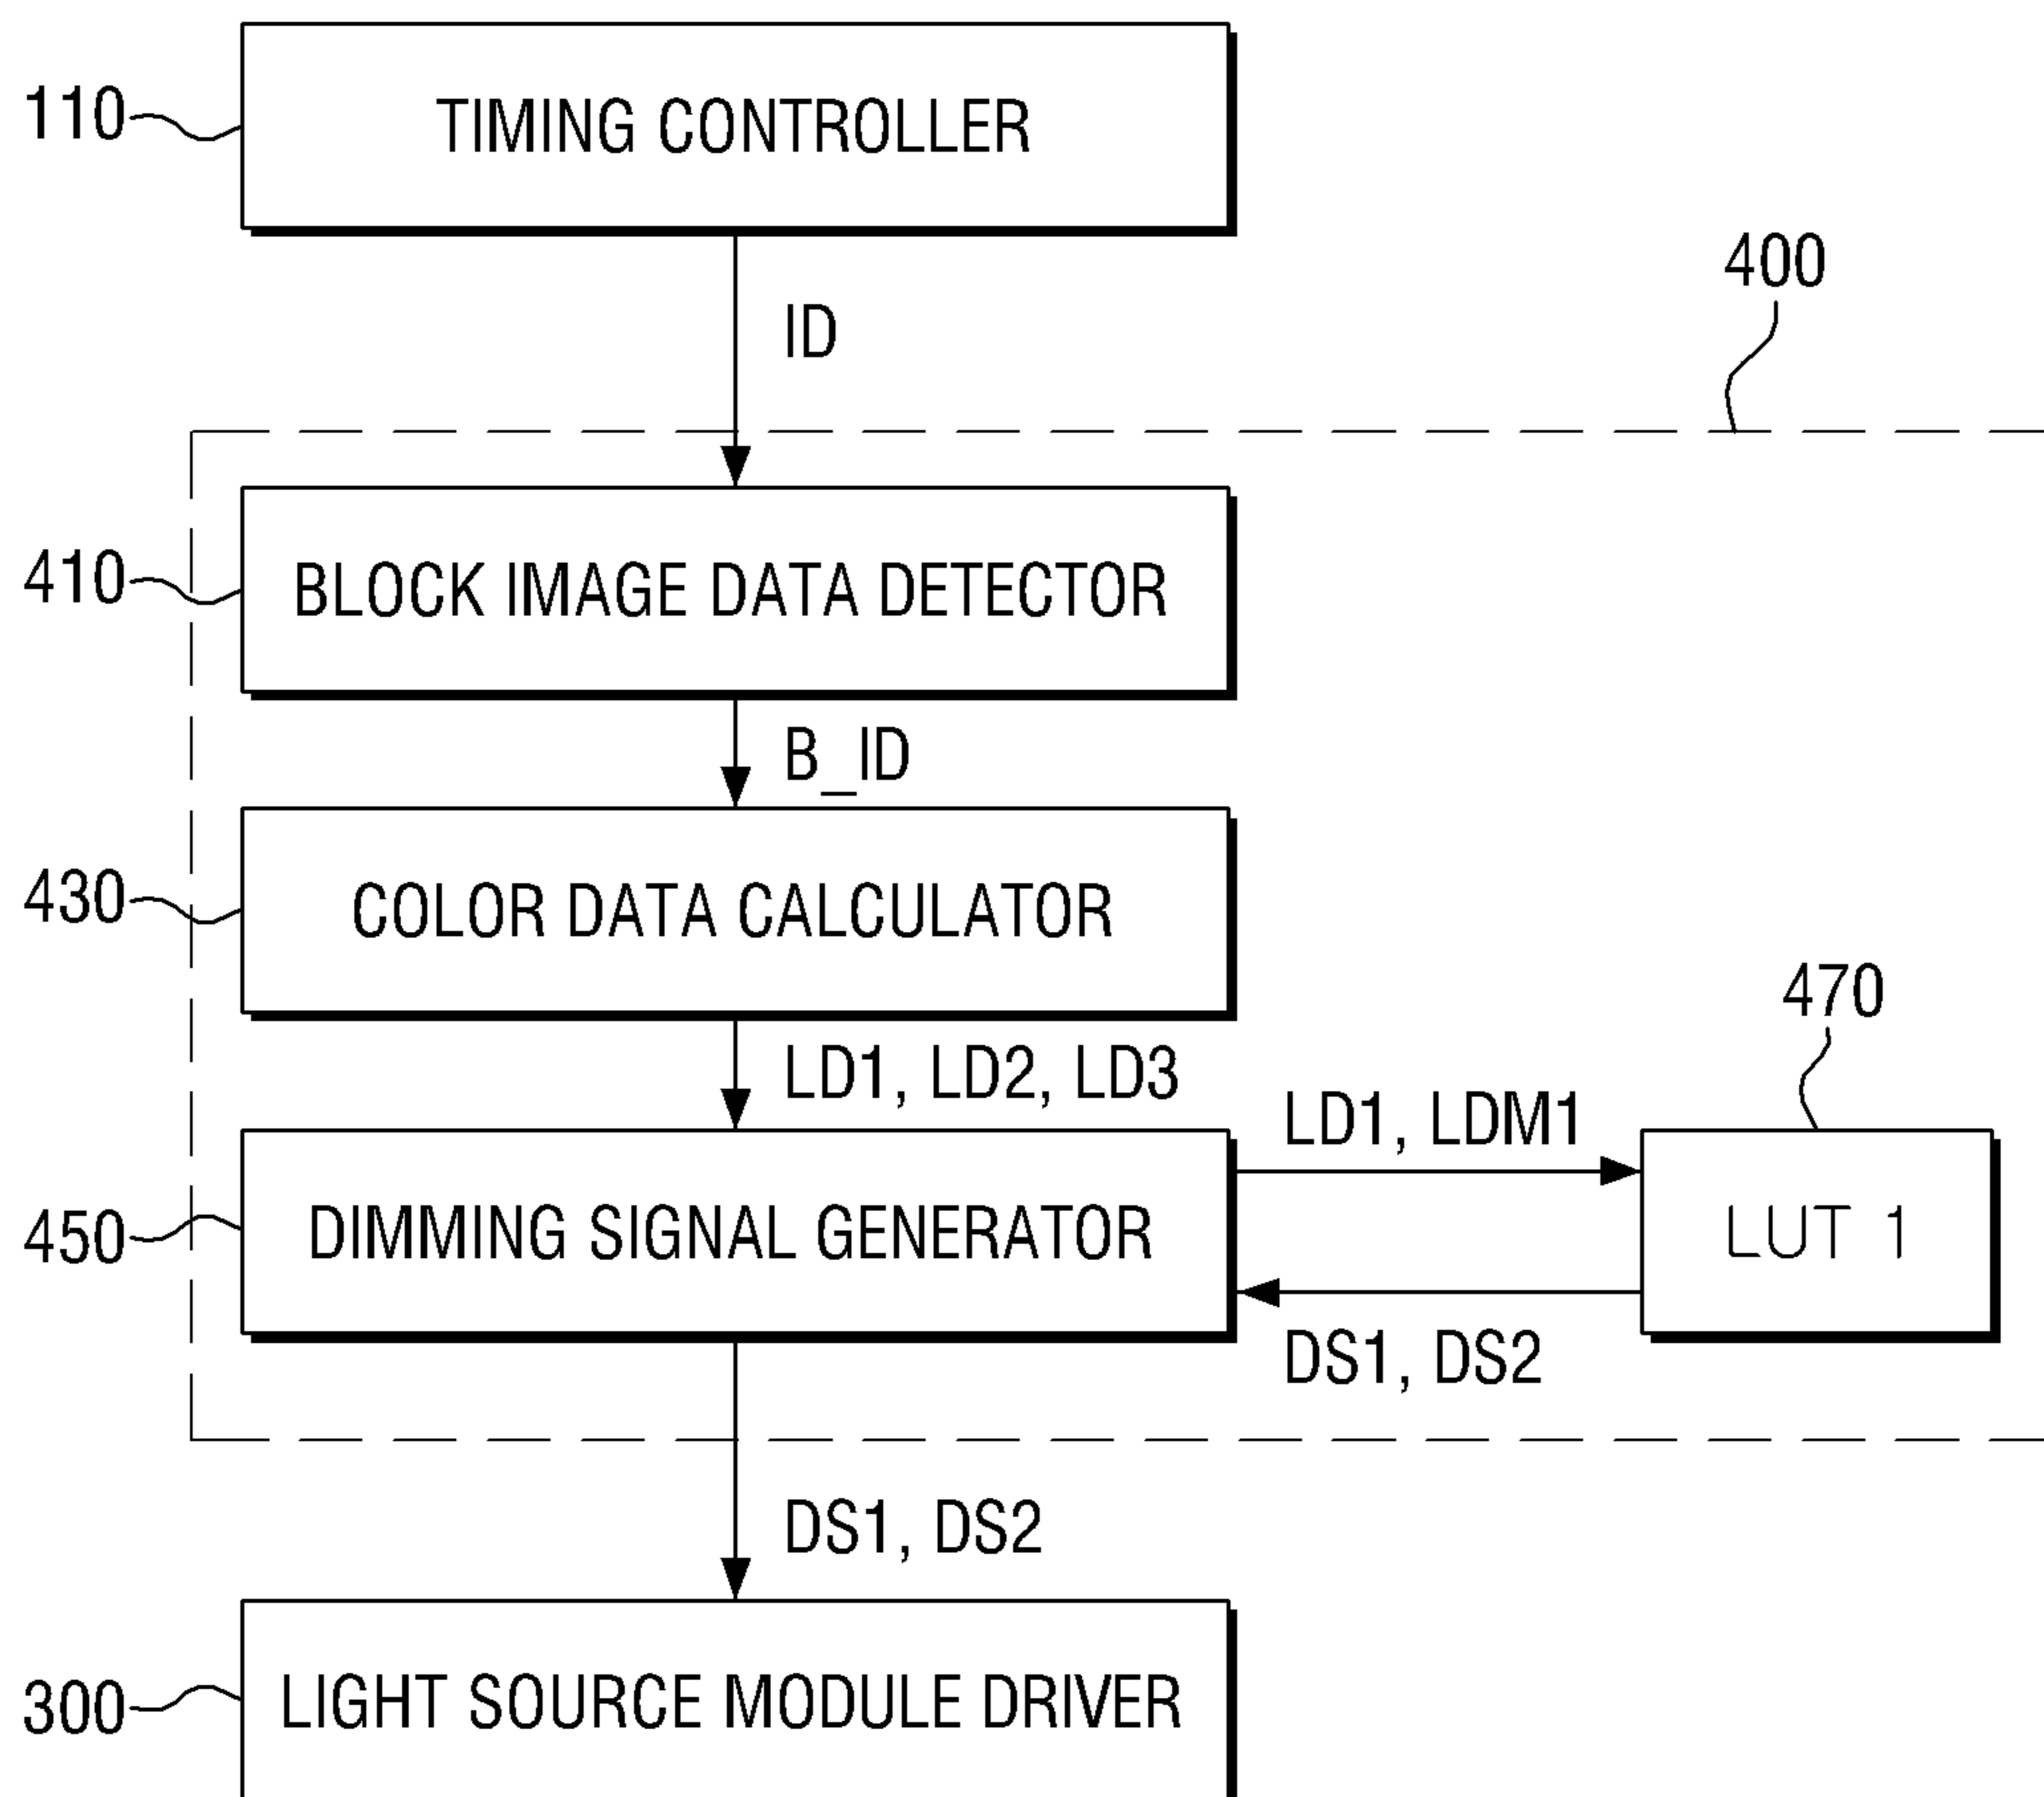 110
TIMING CONTROLLER
400
ID
410
BLOCK IMAGE DATA DETECTOR
B_ID
430
COLOR DATA CALCULATOR
470
LD1, LD2, LD3
LD1, LDM1
450
DIMMING SIGNAL GENERATOR
LUT 1
DS1, DS2
DS1, DS2
300
LIGHT SOURCE MODULE DRIVER